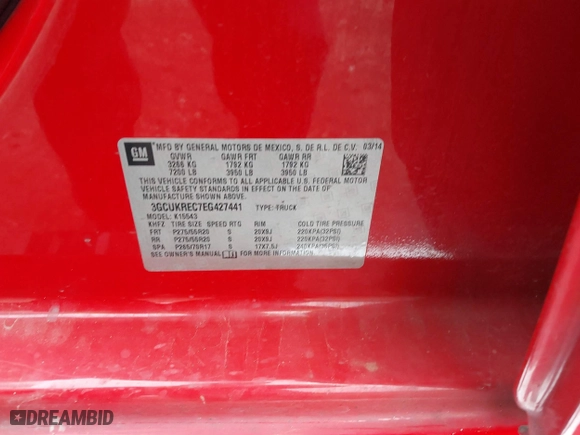 GM
MFD BY GENERAL MOTORS DE MEXICO, S. DE R.L. DE C.V. 03/14
GVWR GAWR FRT GAWR RR
3266 KG 1792 KG 1792 KG
7200 LB 3950 LB 3950 LB
THIS VEHICLE CONFORMS TO ALL APPLICABLE U.S. FEDERAL MOTOR
VEHICLE SAFETY STANDARDS IN EFFECT ON THE DATE OF
MANUFACTURE SHOWN ABOVE.
3GCUKREC7EG427441 TYPE: TRUCK
MODEL: K15543
KHFZ TIRE SIZE SPEED RTG RIM COLD TIRE PRESSURE
FRT P275/55R20 S 20X9J 220KPA(32PSI)
RR P275/55R20 S 20X9J 220KPA(32PSI)
SPA P265/70R17 S 17X7.5J 240KPA(35PSI)
SEE OWNER'S MANUAL FOR MORE INFORMATION
DREAMBID